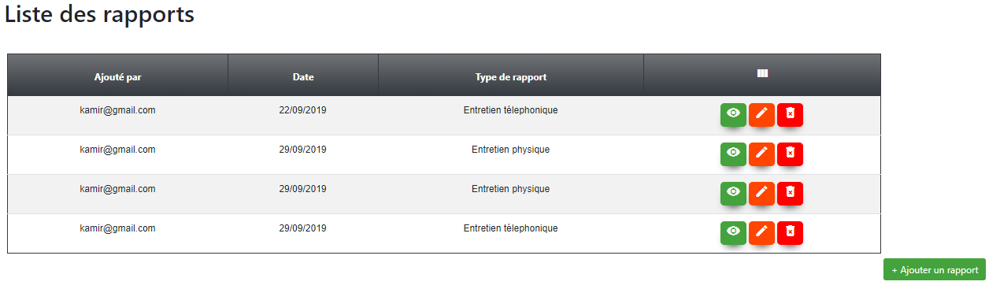 Liste des rapports
Ajouté par Date Type de rapport
kamir@gmail.com 22/09/2019 Entretien télephonique
kamir@gmail.com 29/09/2019 Entretien physique
kamir@gmail.com 29/09/2019 Entretien physique
kamir@gmail.com 29/09/2019 Entretien télephonique
+ Ajouter un rapport